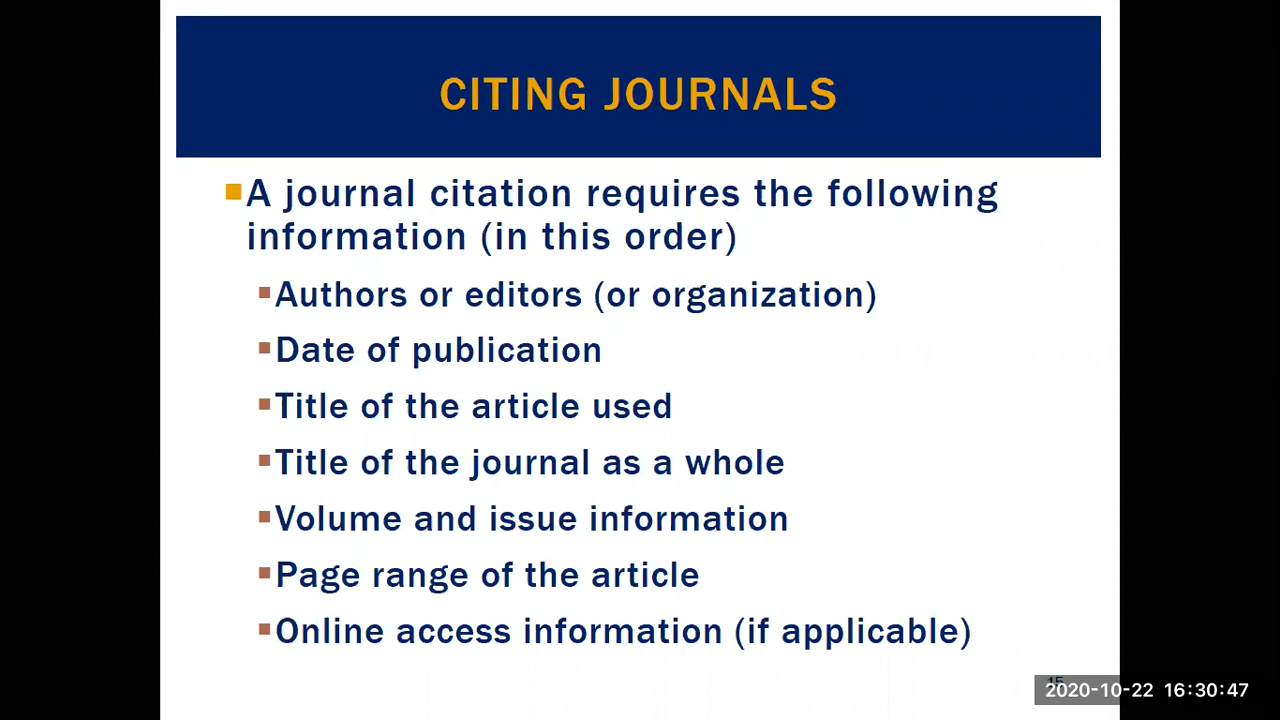 CITING JOURNALS
A journal citation requires the following
information (in this order)
Authors or editors (or organization)
Date of publication
Title of the article used
Title of the journal as a whole
Volume and issue information
Page range of the article
Online access information (if applicable)
15
2020-10-22 16:30:47